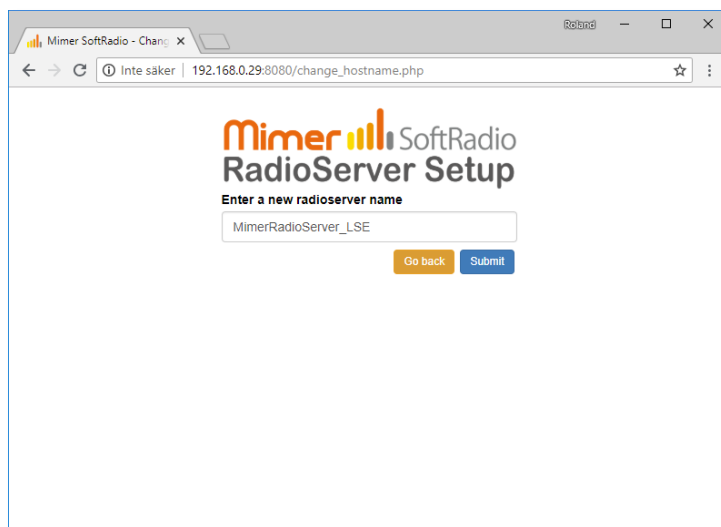 Roland
Mimer SoftRadio - Chang
Inte säker | 192.168.0.29:8080/change_hostname.php
Mimer SoftRadio
RadioServer Setup
Enter a new radioserver name
MimerRadioServer_LSE
Go back Submit